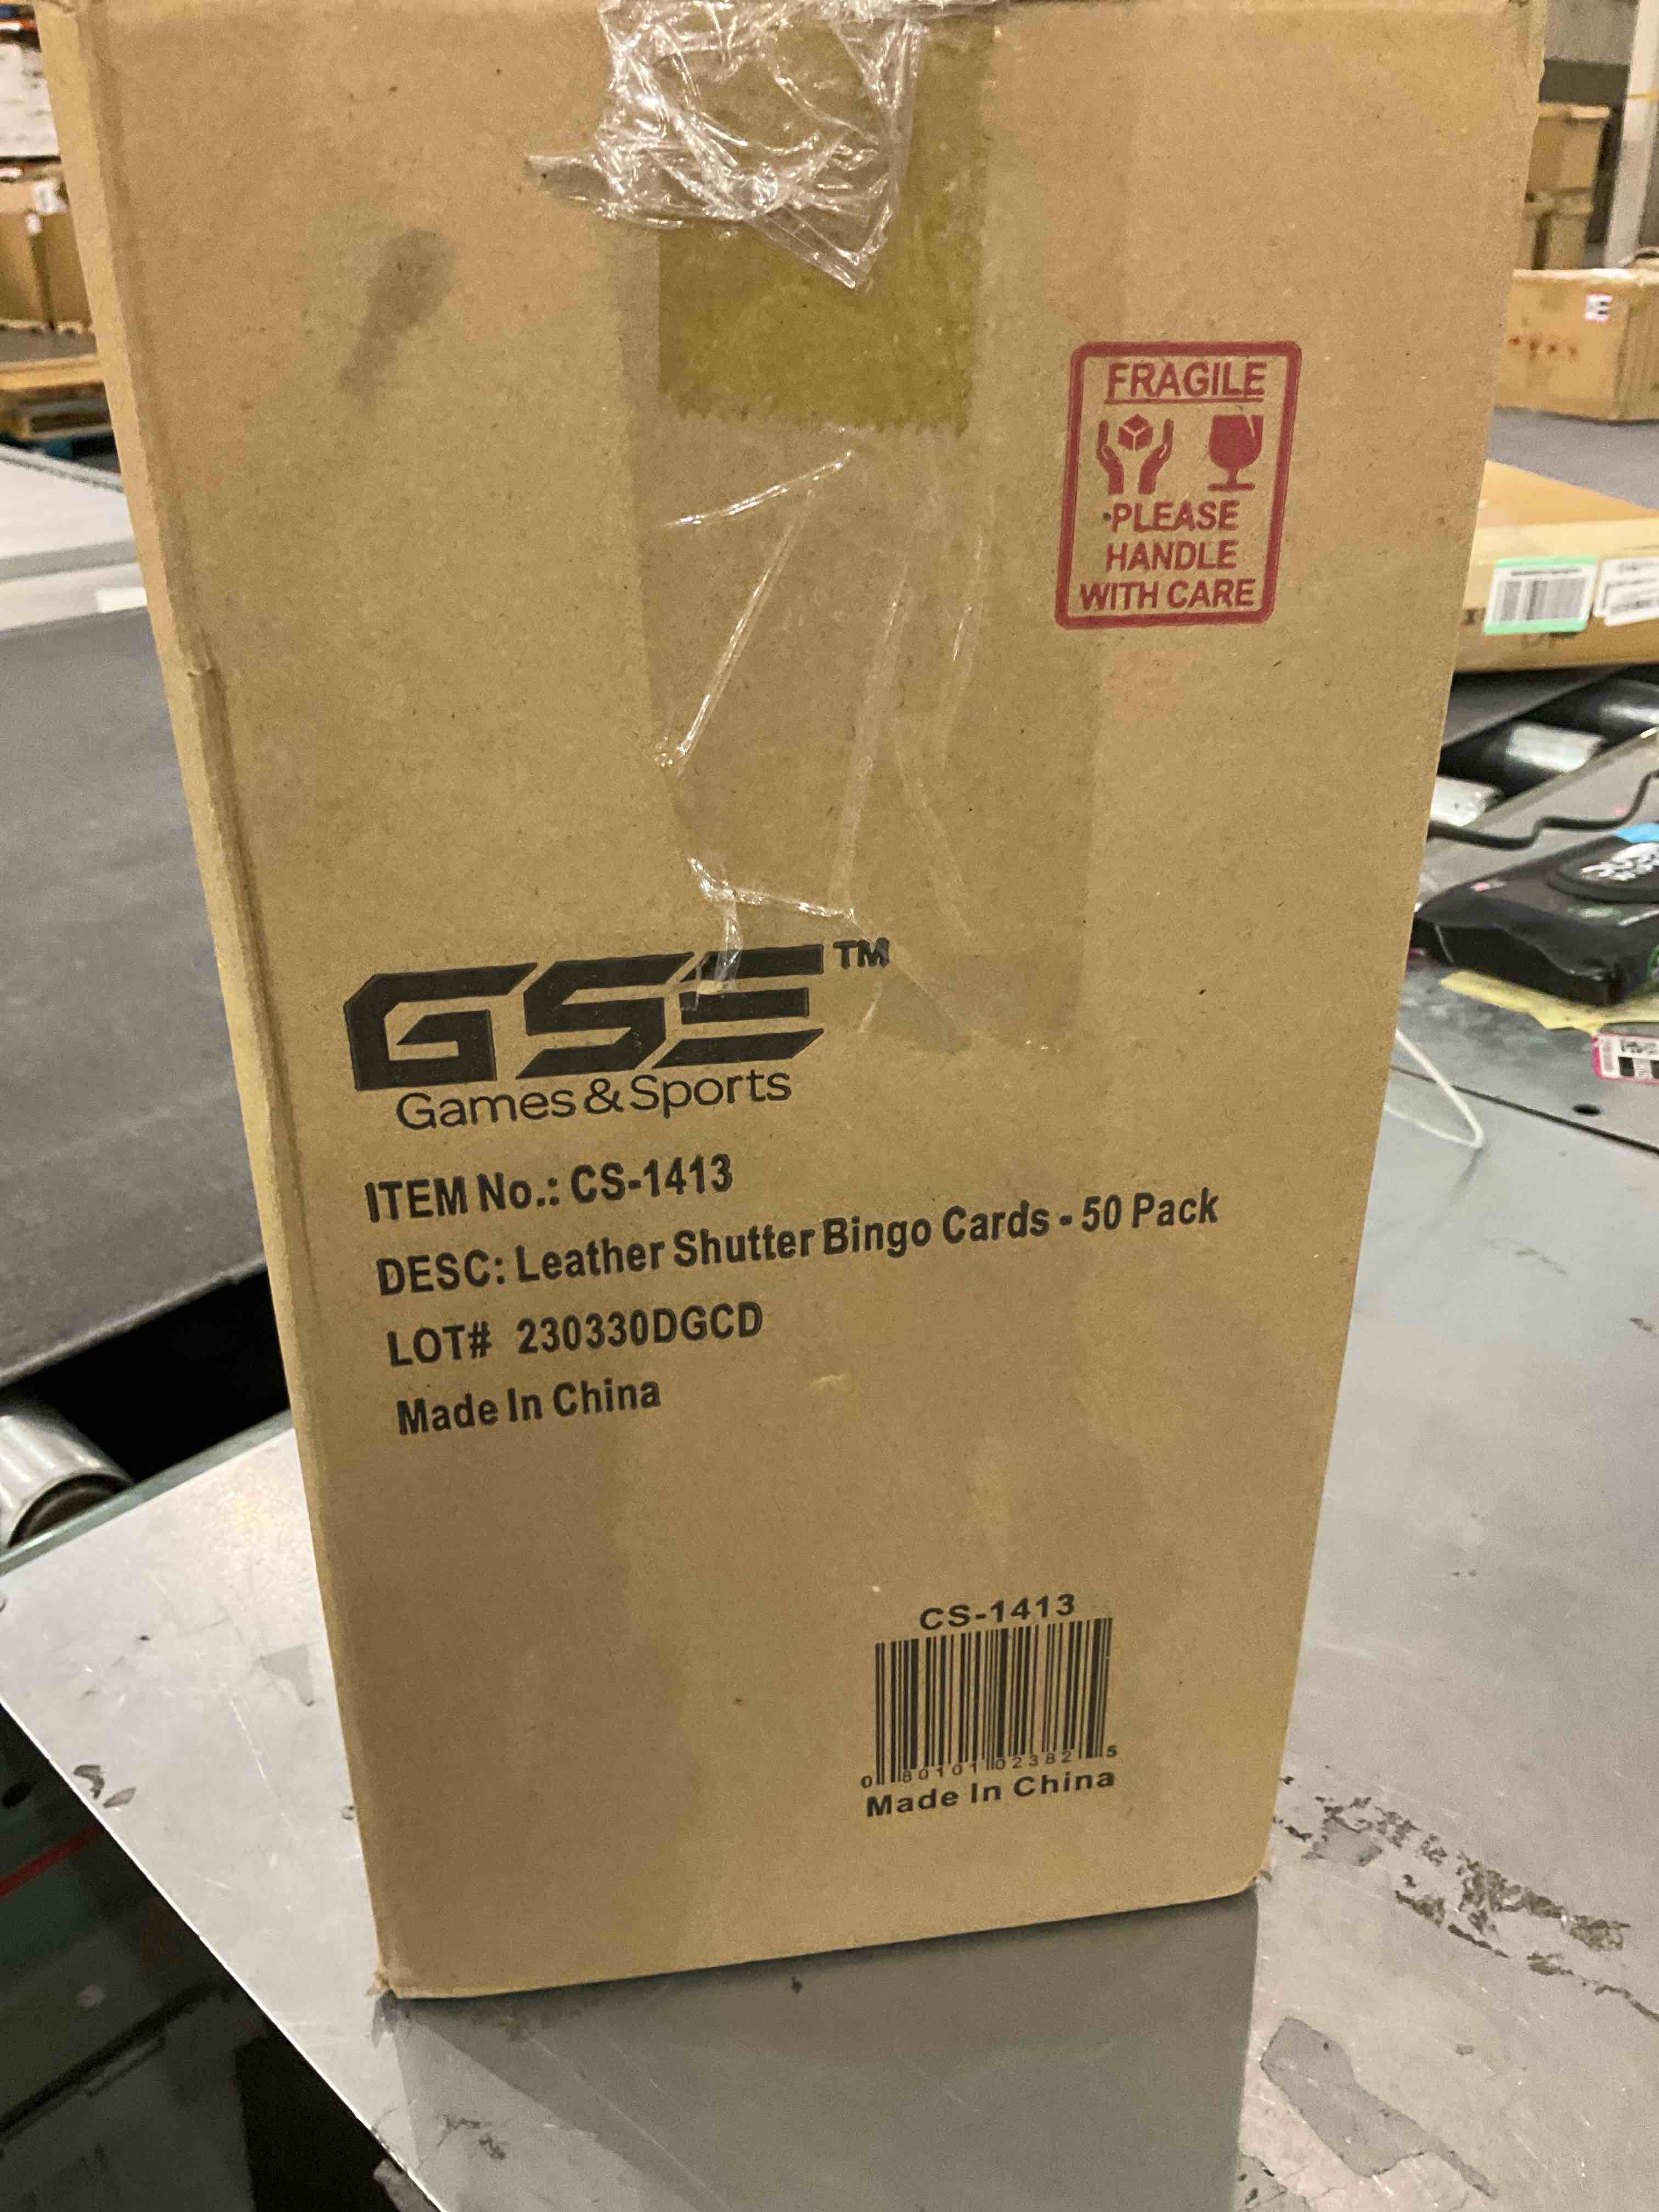 FRAGILE
PLEASE
HANDLE
WITH CARE
GSE™
Games & Sports
ITEM No.: CS-1413
DESC: Leather Shutter Bingo Cards - 50 Pack
LOT# 230330DGCD
Made In China
CS-1413
0 80101 02382 5
Made In China